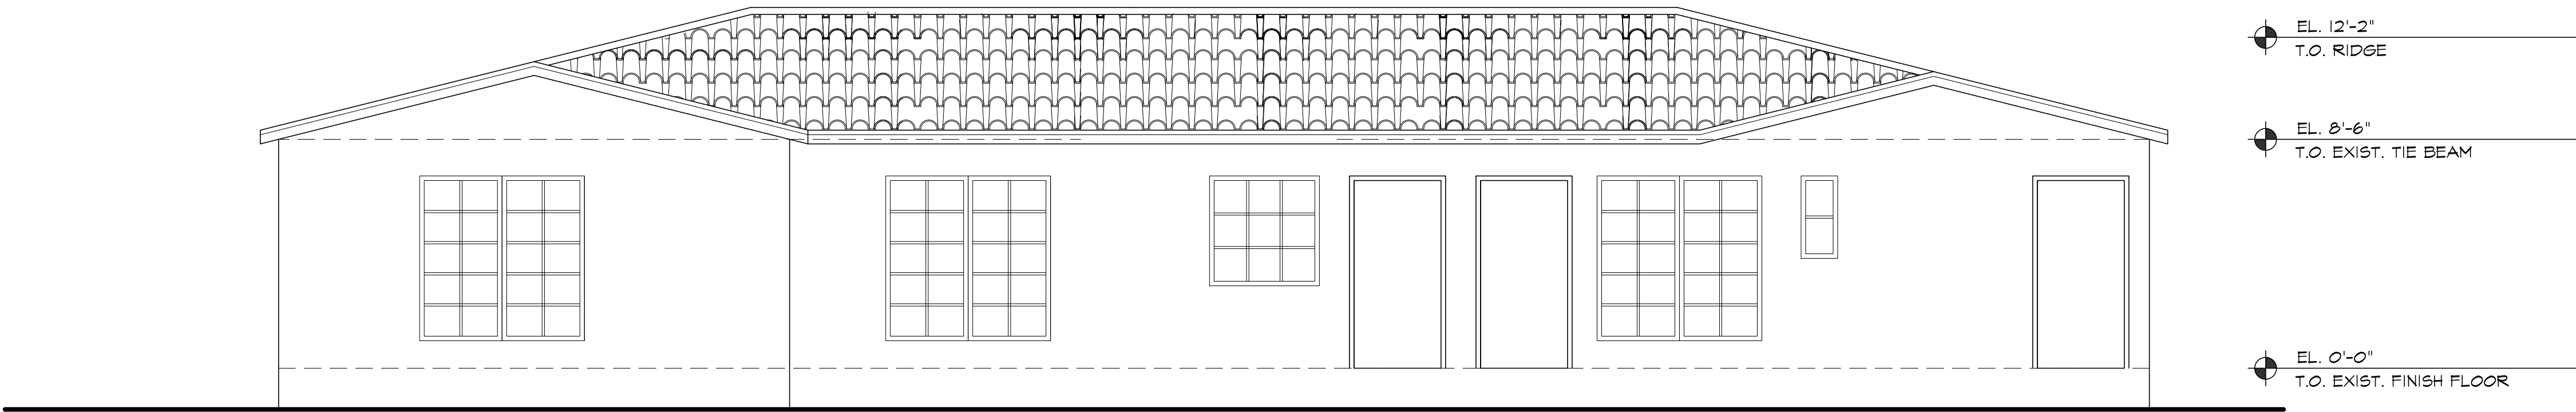 EL. 12'-2"
T.O. RIDGE
EL. 8'-6"
T.O. EXIST. TIE BEAM
EL. 0'-0"
T.O. EXIST. FINISH FLOOR